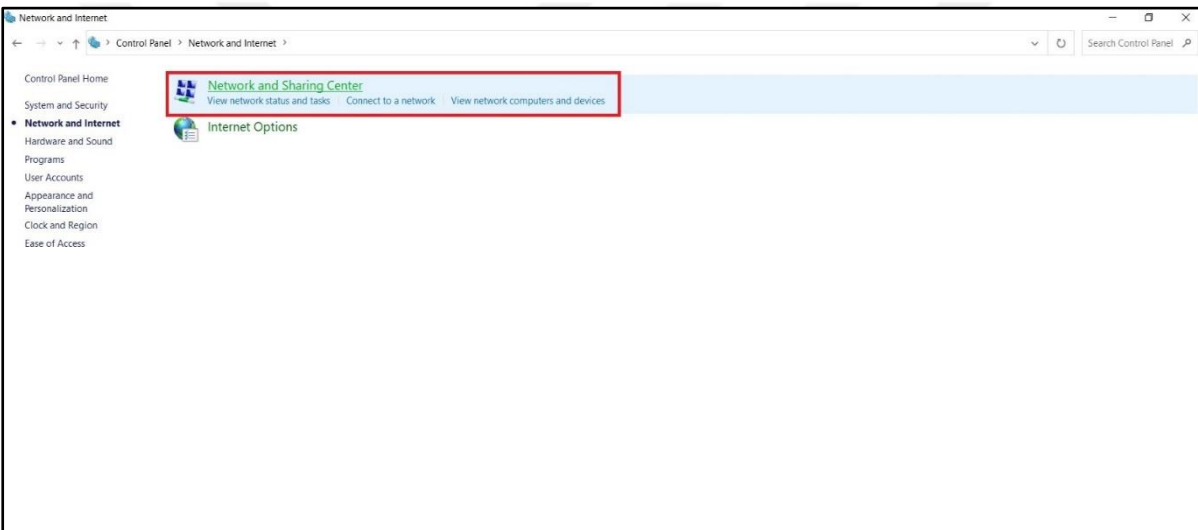 Network and Internet
Control Panel > Network and Internet >
Search Control Panel
Control Panel Home
System and Security
Network and Internet
Hardware and Sound
Programs
User Accounts
Appearance and
Personalization
Clock and Region
Ease of Access
Network and Sharing Center
View network status and tasks | Connect to a network | View network computers and devices
Internet Options